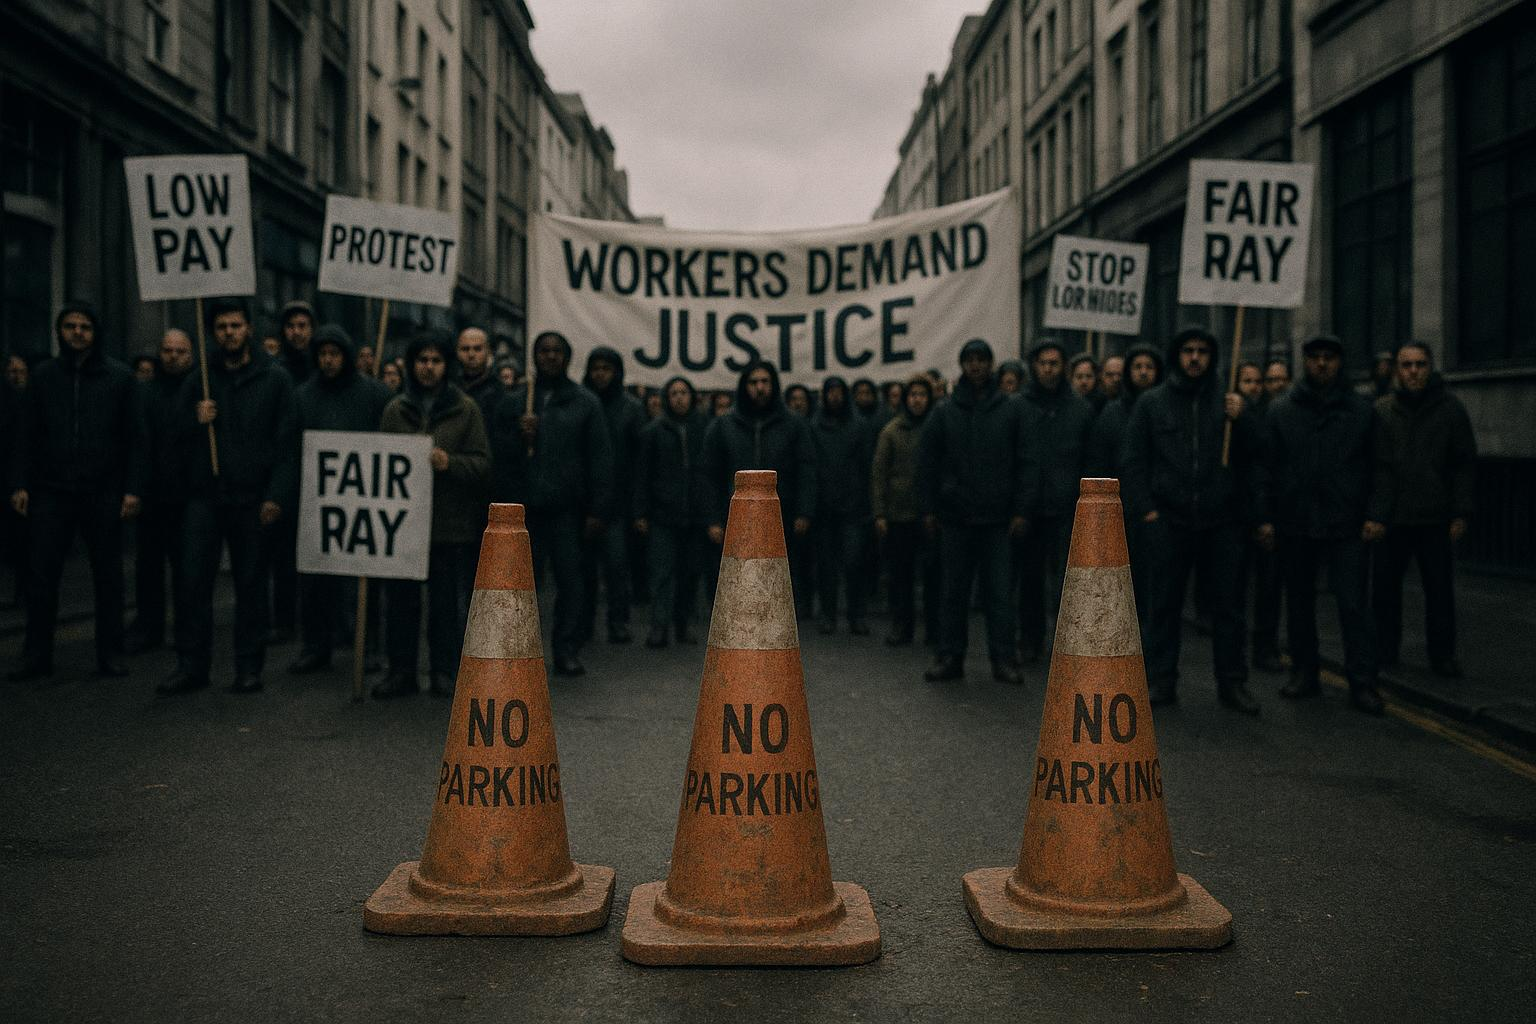 LOW
PAY
PROTEST
WORKERS DEMAND
JUSTICE
STOP
FAIR
RAY
FAIR
RAY
NO
PARKING
NO
PARKING
NO
PARKING